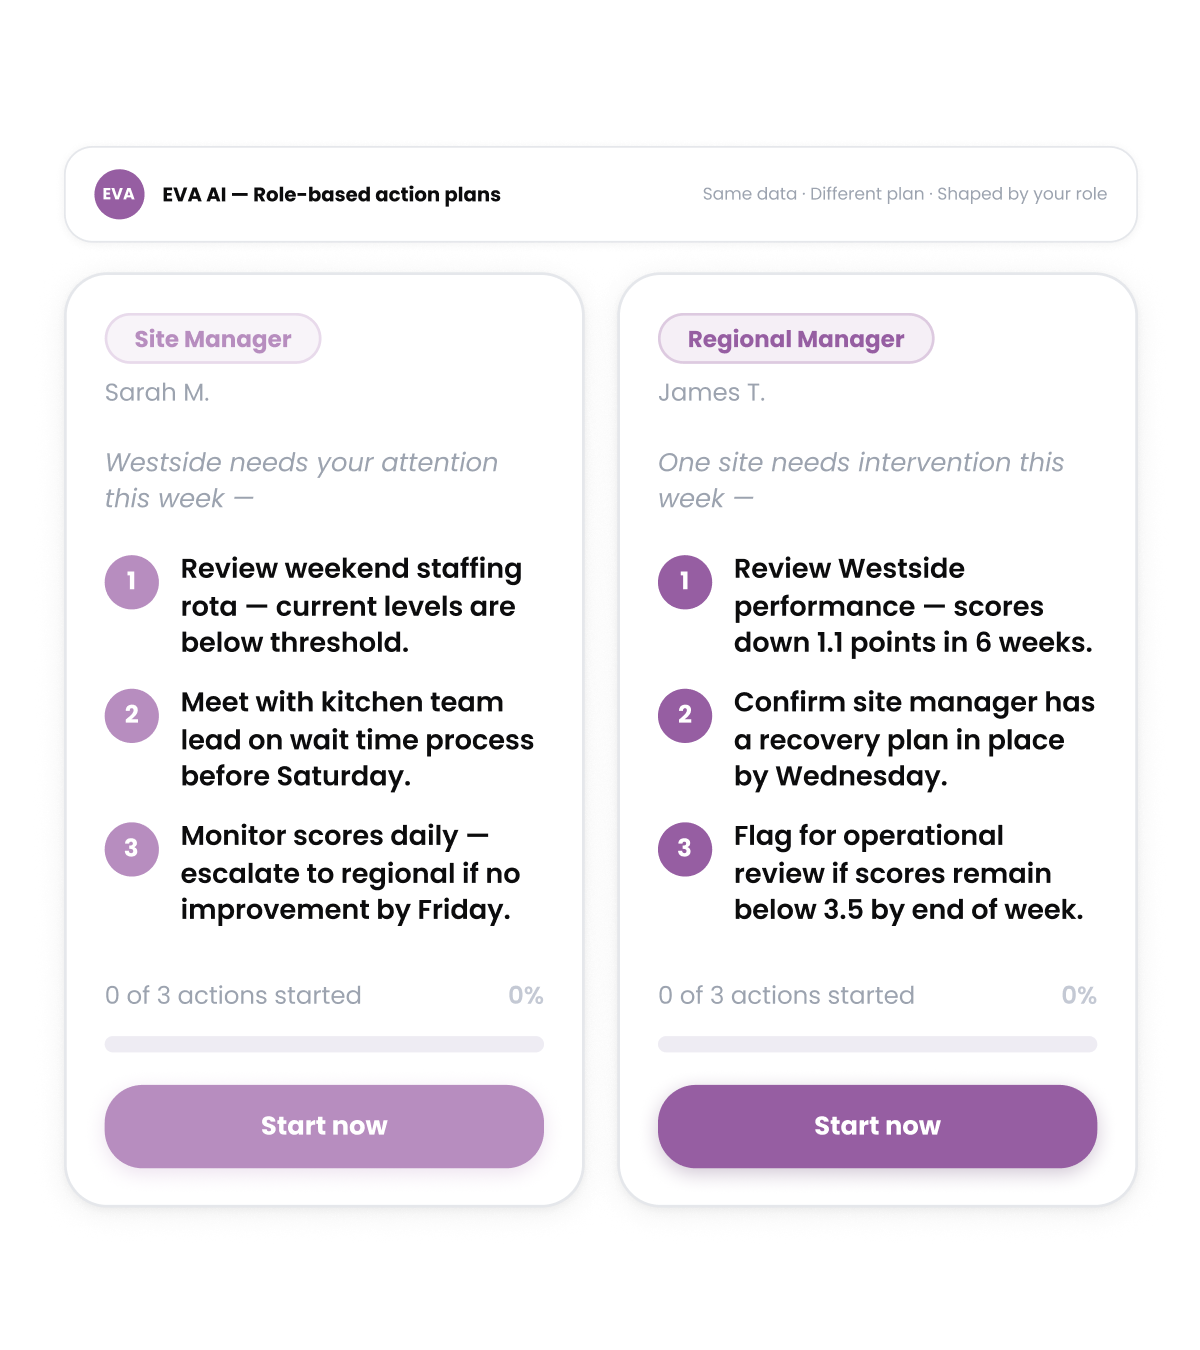 EVA
EVA AI — Role-based action plans
Same data · Different plan · Shaped by your role
Site Manager
Sarah M.
Westside needs your attention
this week —
1
Review weekend staffing
rota — current levels are
below threshold.
2
Meet with kitchen team
lead on wait time process
before Saturday.
3
Monitor scores daily —
escalate to regional if no
improvement by Friday.
0 of 3 actions started
0%
Start now
Regional Manager
James T.
One site needs intervention this
week —
1
Review Westside
performance — scores
down 1.1 points in 6 weeks.
2
Confirm site manager has
a recovery plan in place
by Wednesday.
3
Flag for operational
review if scores remain
below 3.5 by end of week.
0 of 3 actions started
0%
Start now